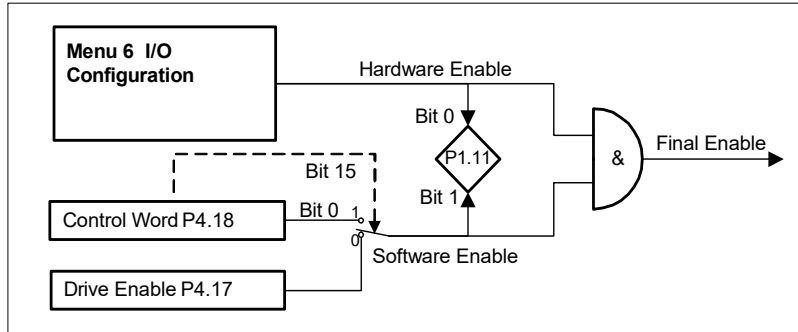 Menu 6 I/O
Configuration
Hardware Enable
Bit 0
P1.11
&
Final Enable
Bit 15
Bit 1
Control Word P4.18
Bit 0
1
0
Software Enable
Drive Enable P4.17